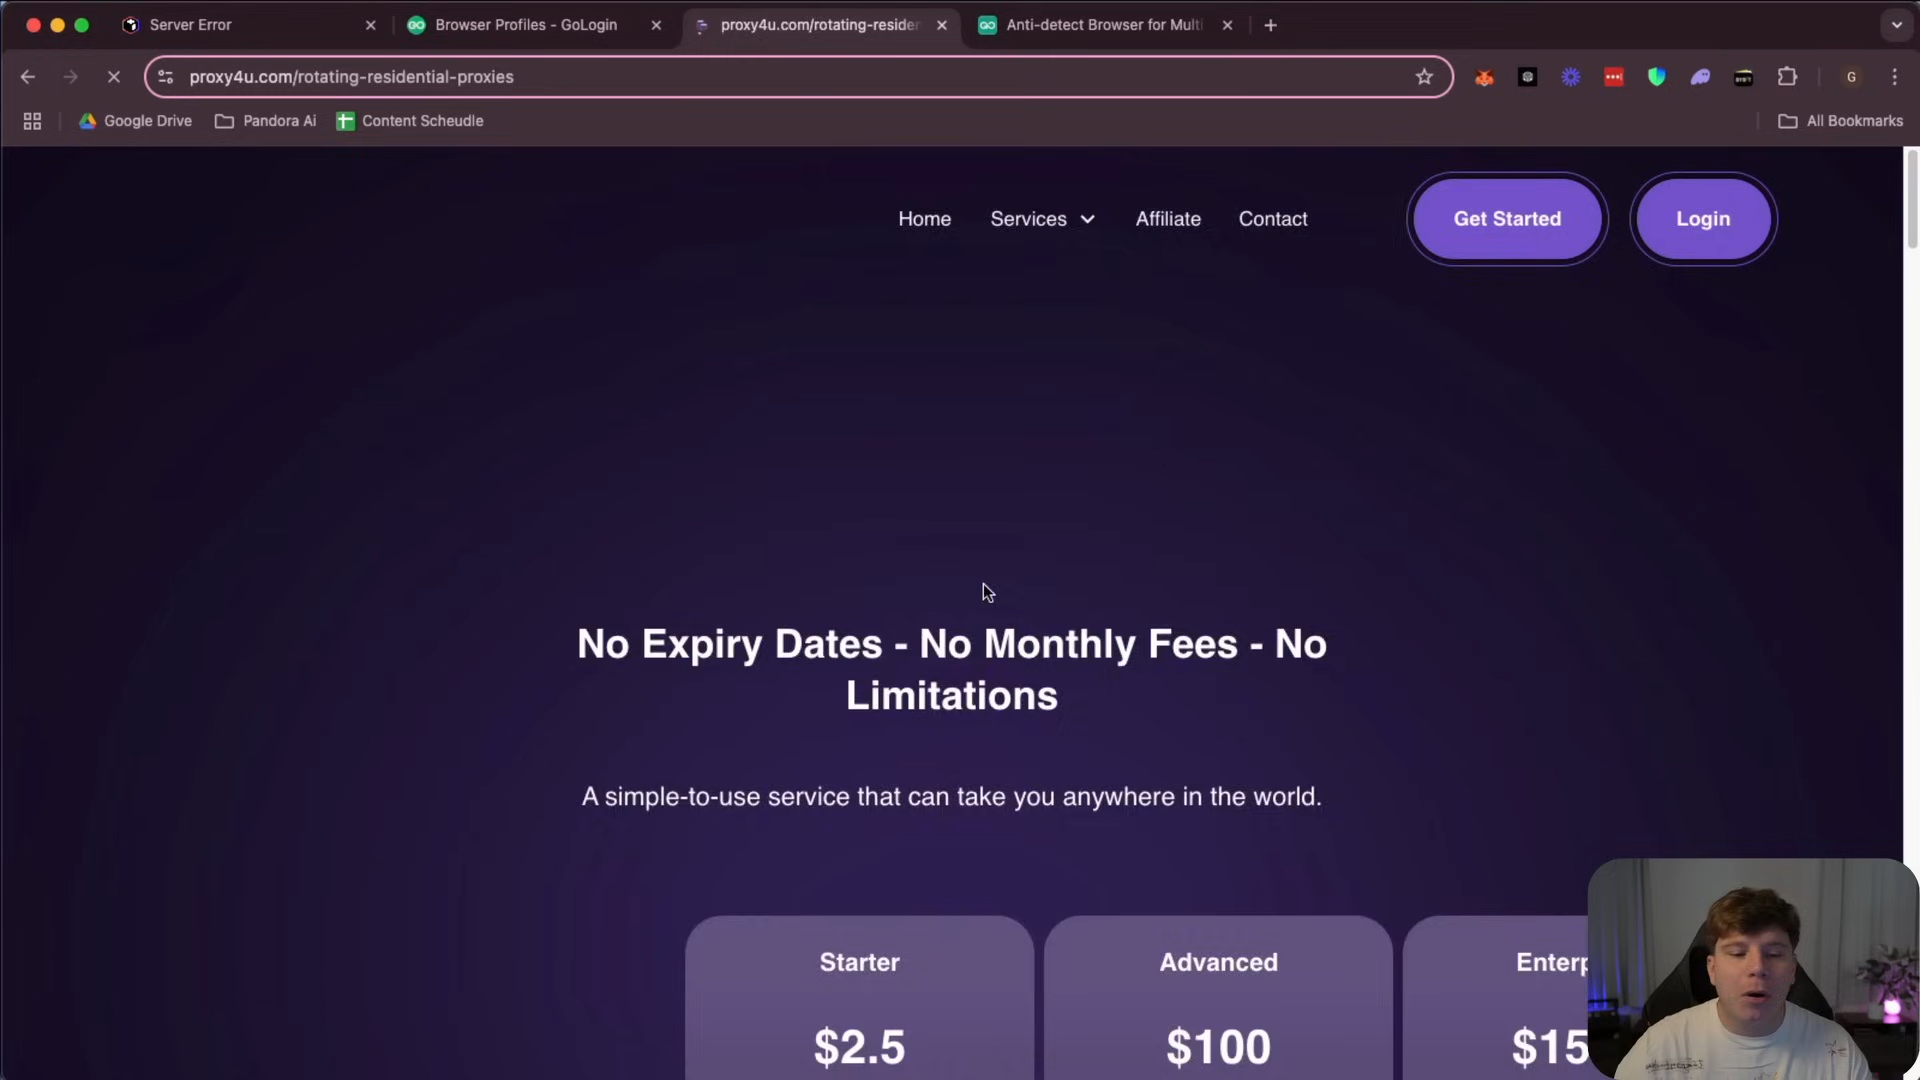 Server Error
Browser Profiles - GoLogin
proxy4u.com/rotating-residen
Anti-detect Browser for Multi
proxy4u.com/rotating-residential-proxies
G
Google Drive
Pandora Ai
Content Scheudle
All Bookmarks
Home
Services
Affiliate
Contact
Get Started
Login
No Expiry Dates - No Monthly Fees - No
Limitations
A simple-to-use service that can take you anywhere in the world.
Starter
Advanced
Enterp
$2.5
$100
$15